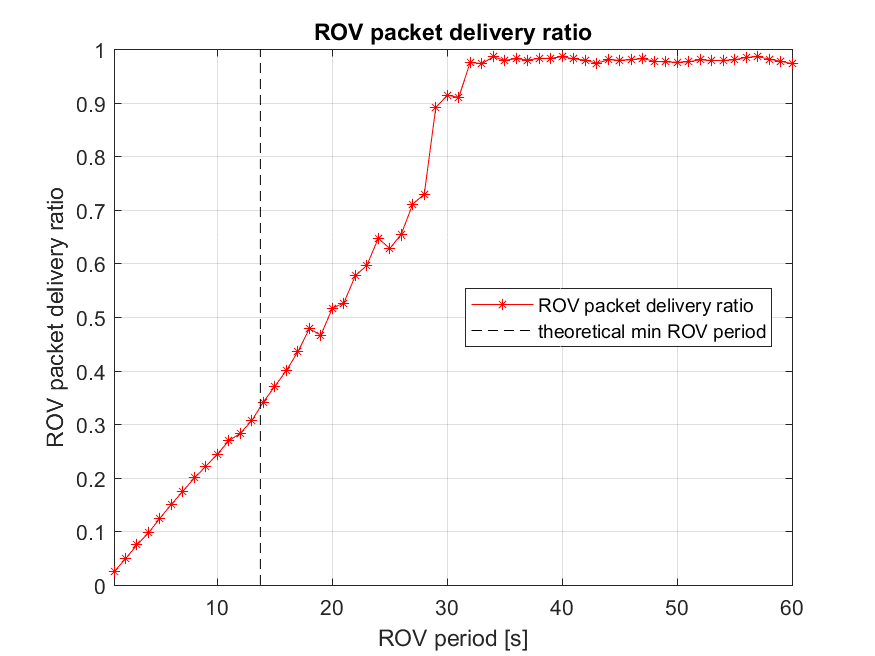 ROV packet delivery ratio
1
0.9
0.8
0.7
0.6
0.5
0.4
0.3
0.2
0.1
0
ROV packet delivery ratio
ROV packet delivery ratio
theoretical min ROV period
10 20 30 40 50 60
ROV period [s]